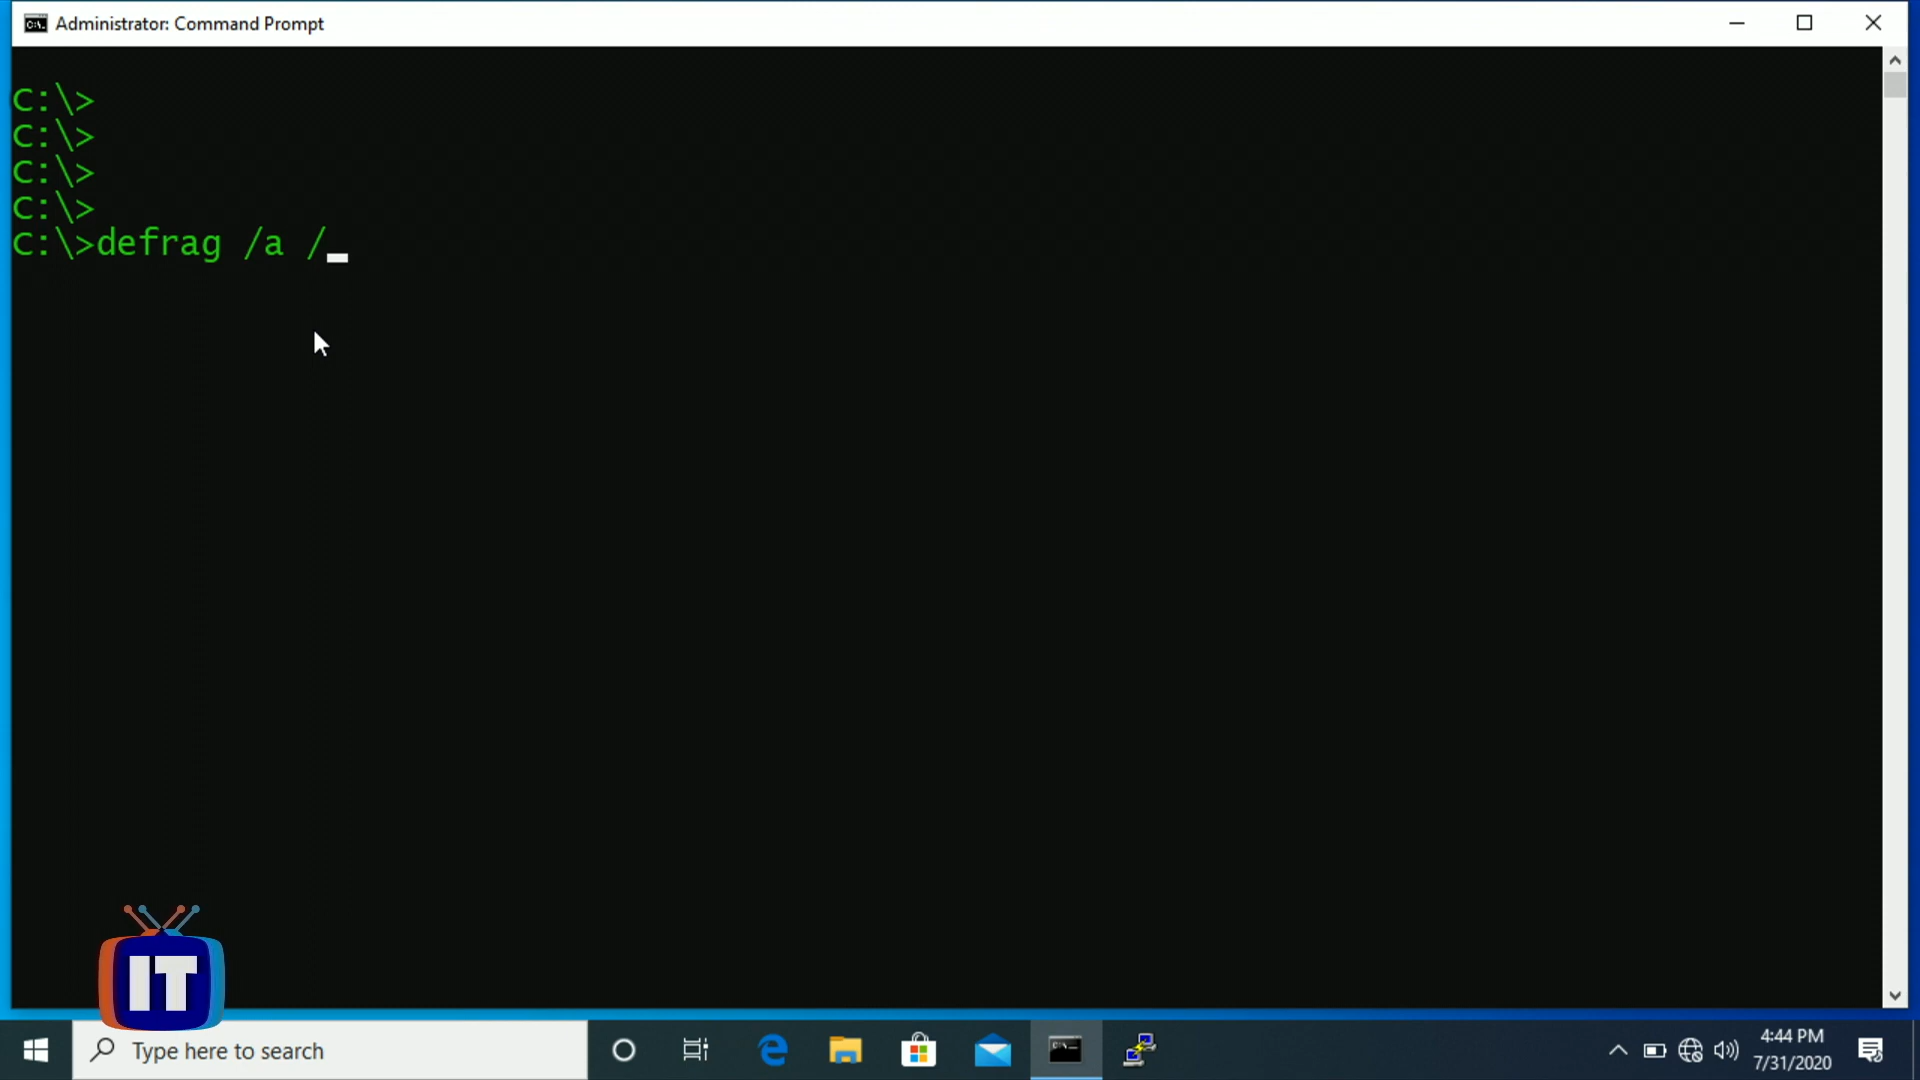 Administrator: Command Prompt
C:\>
C:\>
C:\>
C:\>
C:\>defrag /a /
IT
Type here to search
4:44 PM
7/31/2020